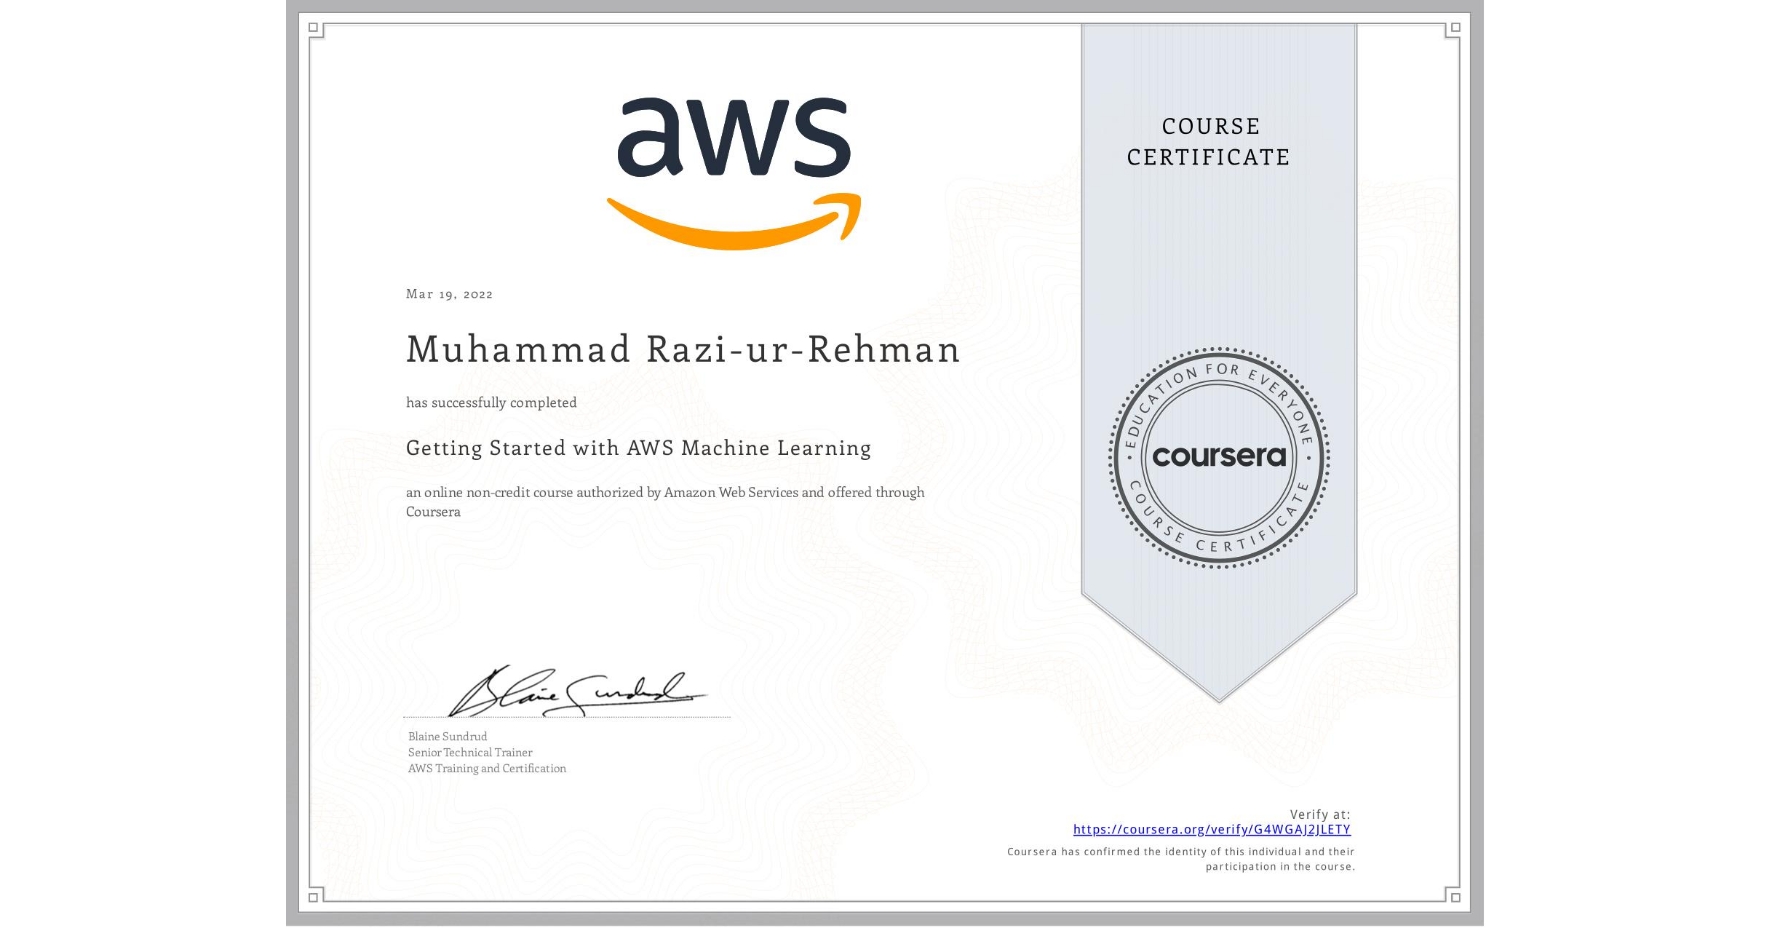 aws
COURSE
CERTIFICATE
Mar 19, 2022
Muhammad Razi-ur-Rehman
has successfully completed
Getting Started with AWS Machine Learning
an online non-credit course authorized by Amazon Web Services and offered through
Coursera
EDUCATION FOR EVERYONE
coursera
COURSE CERTIFICATE
Blaine Sundrud
Blaine Sundrud
Senior Technical Trainer
AWS Training and Certification
Verify at:
https://coursera.org/verify/G4WGAJ2JLETY
Coursera has confirmed the identity of this individual and their
participation in the course.